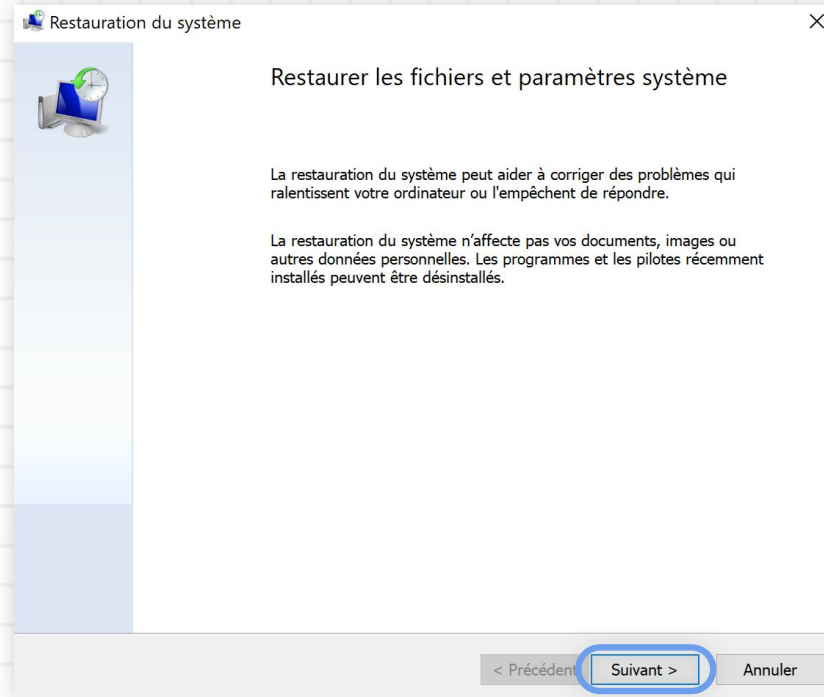 Restauration du système
Restaurer les fichiers et paramètres système
La restauration du système peut aider à corriger des problèmes qui
ralentissent votre ordinateur ou l'empêchent de répondre.
La restauration du système n’affecte pas vos documents, images ou
autres données personnelles. Les programmes et les pilotes récemment
installés peuvent être désinstallés.
< Précédent Suivant > Annuler